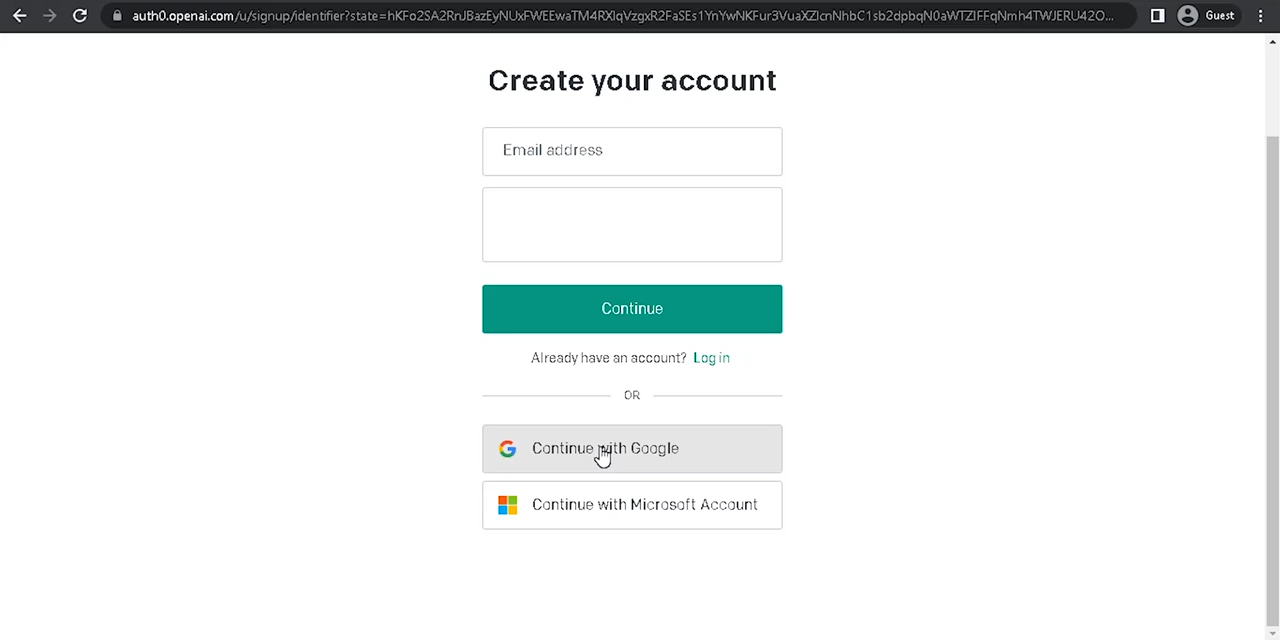 auth0.openai.com/u/signup/identifier?state=
Guest
Create your account
Email address
Continue
Already have an account? Log in
OR
Continue with Google
Continue with Microsoft Account